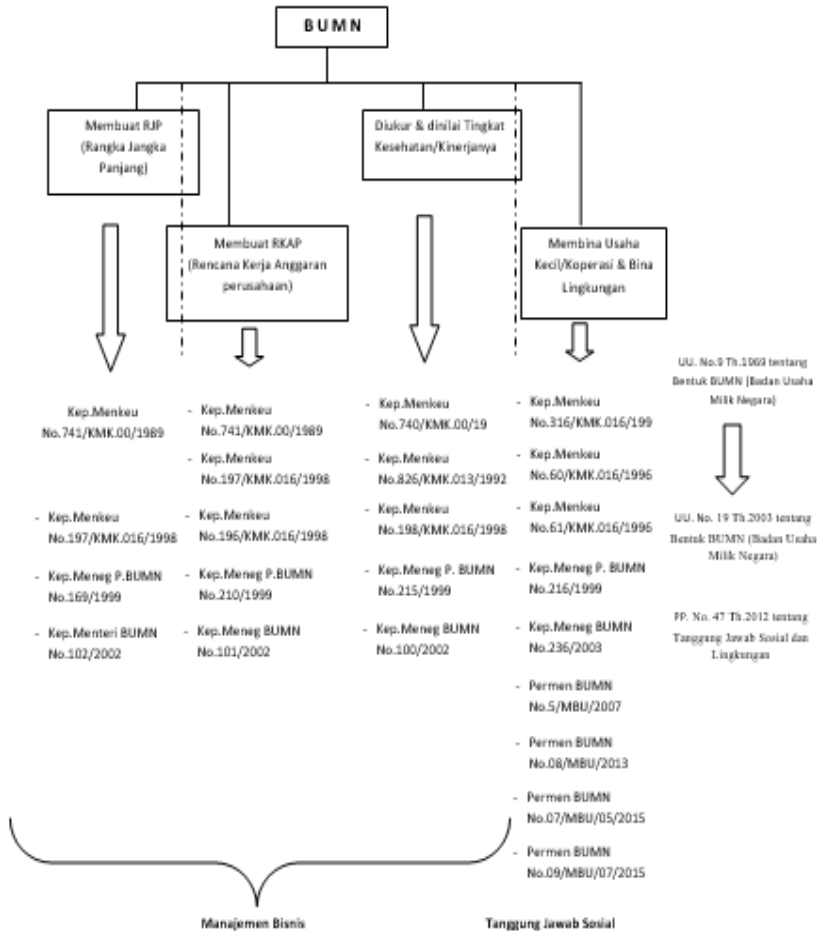 B U M N
Membuat RJP
(Rangka Jangka
Panjang)
Diukur & dinilai Tingkat
Kesehatan/Kinerjanya
Membuat RKAP
(Rencana Kerja Anggaran
perusahaan)
Membina Usaha
Kecil/Koperasi & Bina
Lingkungan
Kep.Menkeu
No.741/KMK.00/1989
- Kep.Menkeu
No.197/KMK.016/1998
- Kep.Meneg P.BUMN
No.169/1999
- Kep.Menteri BUMN
No.102/2002
- Kep.Menkeu
No.741/KMK.00/1989
- Kep.Menkeu
No.197/KMK.016/1998
- Kep.Menkeu
No.196/KMK.016/1998
- Kep.Meneg P.BUMN
No.210/1999
- Kep.Meneg BUMN
No.101/2002
- Kep.Menkeu
No.740/KMK.00/19
- Kep.Menkeu
No.826/KMK.013/1992
- Kep.Menkeu
No.198/KMK.016/1998
- Kep.Meneg P. BUMN
No.215/1999
- Kep.Meneg BUMN
No.100/2002
- Kep.Menkeu
No.316/KMK.016/199
- Kep.Menkeu
No.60/KMK.016/1996
- Kep.Menkeu
No.61/KMK.016/1996
- Kep.Meneg P. BUMN
No.216/1999
- Kep.Meneg BUMN
No.236/2003
- Permen BUMN
No.5/MBU/2007
- Permen BUMN
No.08/MBU/2013
- Permen BUMN
No.07/MBU/05/2015
- Permen BUMN
No.09/MBU/07/2015
UU. No.9 Th.1969 tentang
Bentuk BUMN (Badan Usaha
Milik Negara)
UU. No. 19 Th.2003 tentang
Bentuk BUMN (Badan Usaha
Milik Negara)
PP. No. 47 Th.2012 tentang
Tanggung Jawab Sosial dan
Lingkungan
Manajemen Bisnis
Tanggung Jawab Sosial